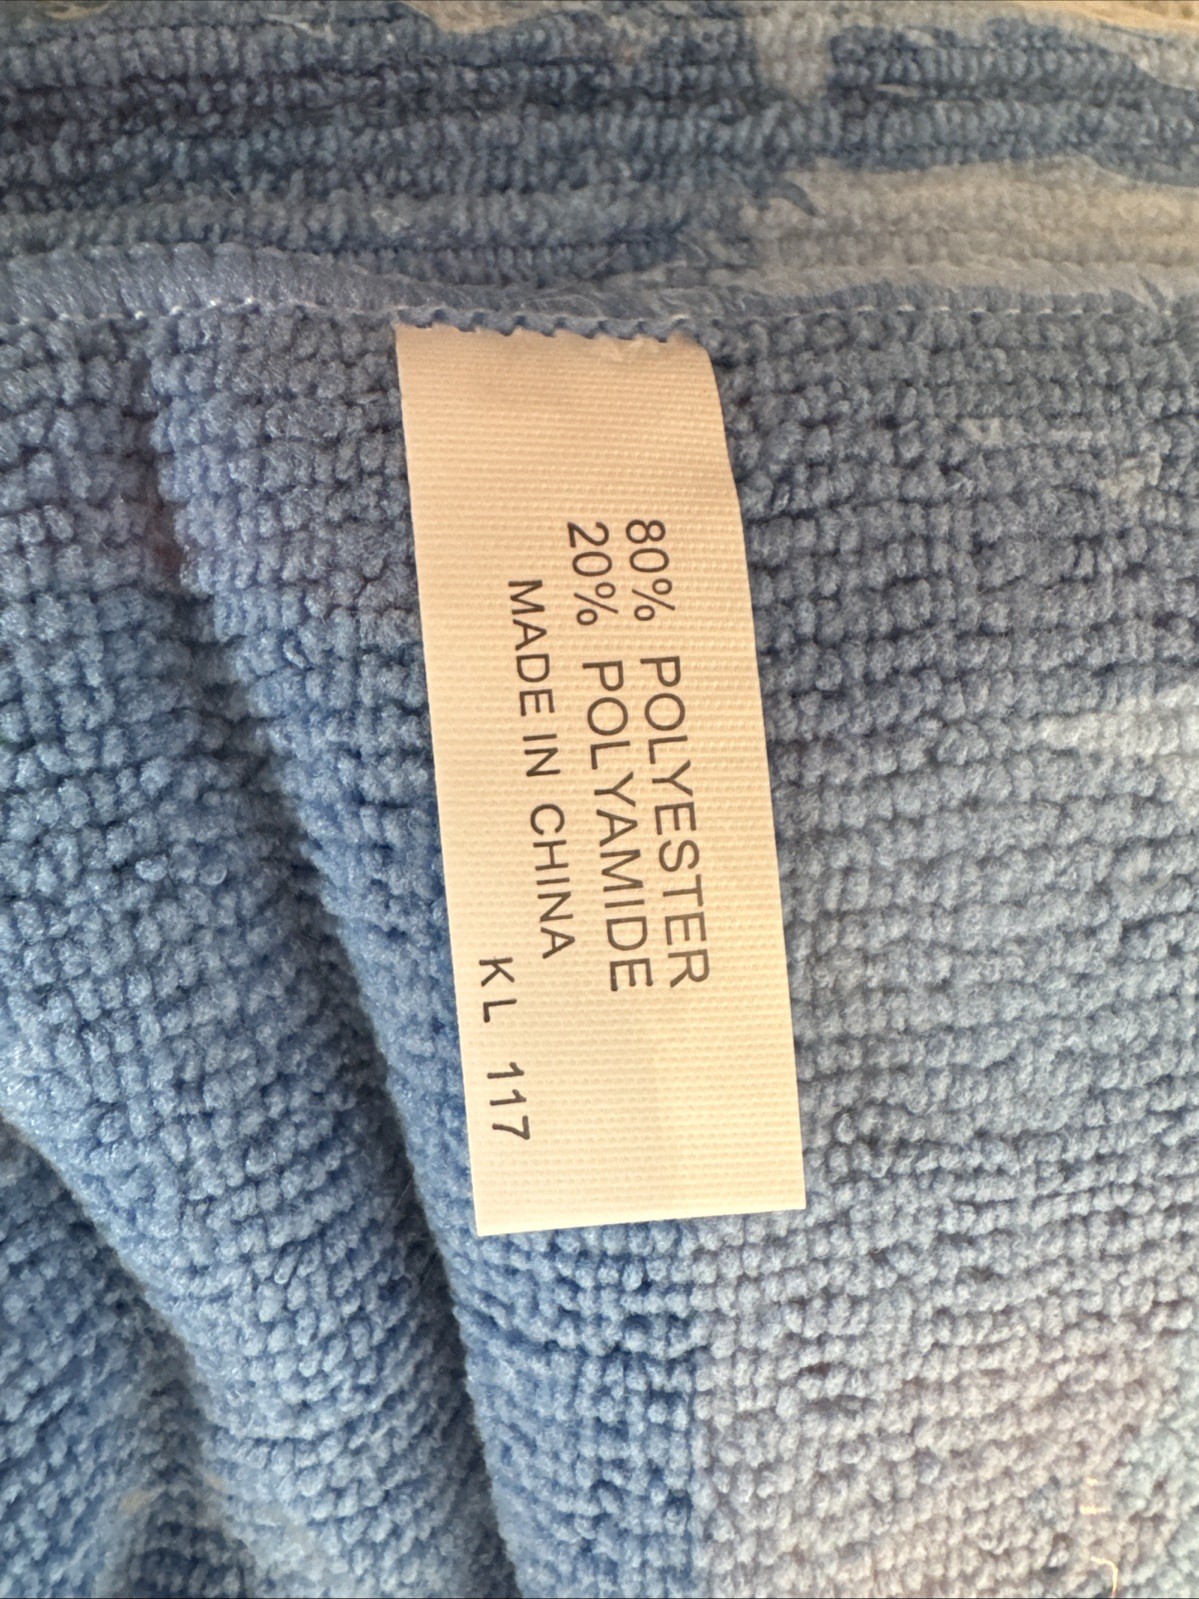 80% POLYESTER
20% POLYAMIDE
MADE IN CHINA
KL 117